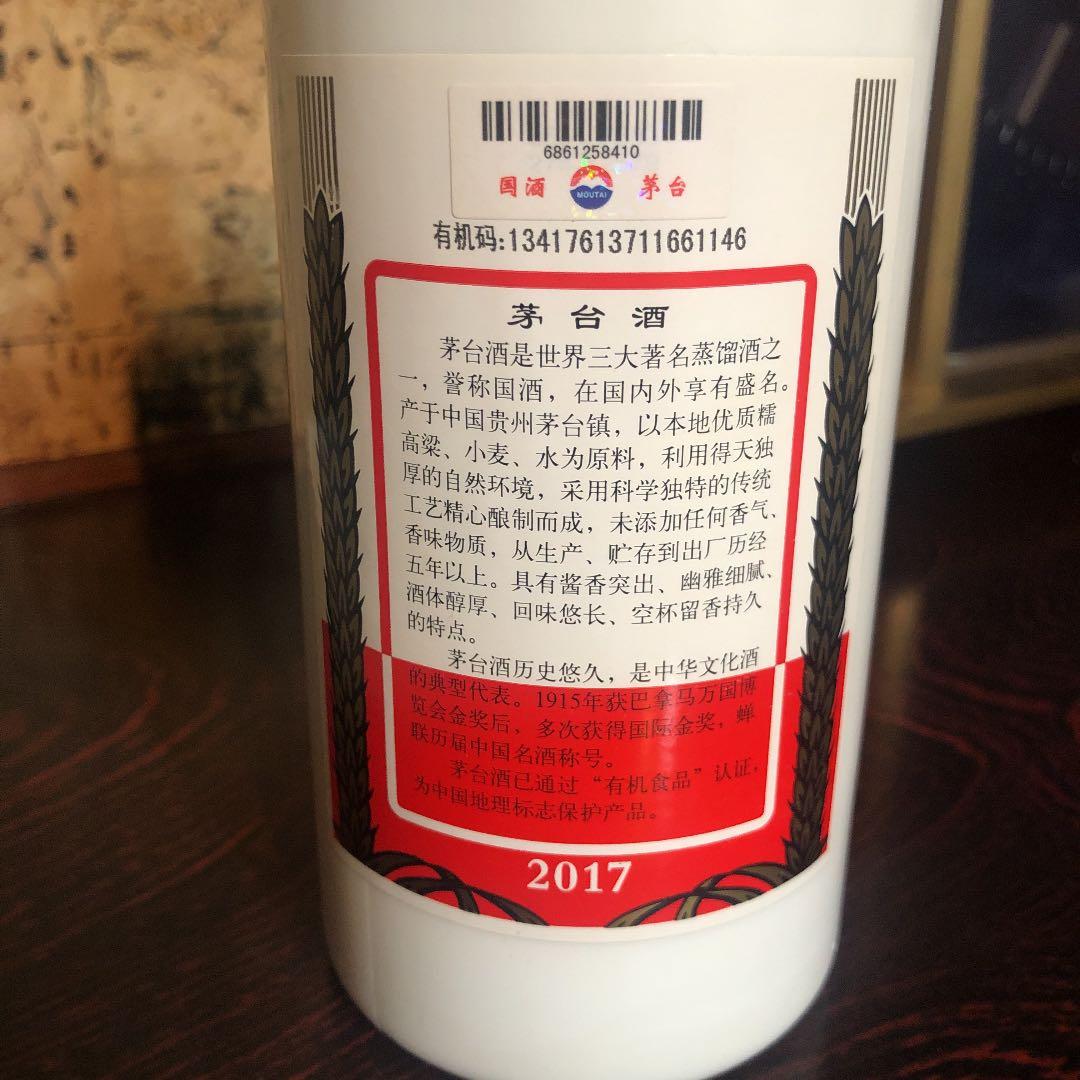 6861258410
国酒 MOUTAI 茅台
有机码:13417613711661146
茅台酒
茅台酒是世界三大著名蒸馏酒之
一，誉称国酒，在国内外享有盛名。
产于中国贵州茅台镇，以本地优质糯
高粱、小麦、水为原料，利用得天独
厚的自然环境，采用科学独特的传统
工艺精心酿制而成，未添加任何香气、
香味物质，从生产、贮存到出厂历经
五年以上。具有酱香突出、幽雅细腻、
酒体醇厚、回味悠长、空杯留香持久
的特点。
茅台酒历史悠久，是中华文化酒
的典型代表。1915年获巴拿马万国博
览会金奖后，多次获得国际金奖，蝉
联历届中国名酒称号。
茅台酒已通过“有机食品”认证，
为中国地理标志保护产品。
2017